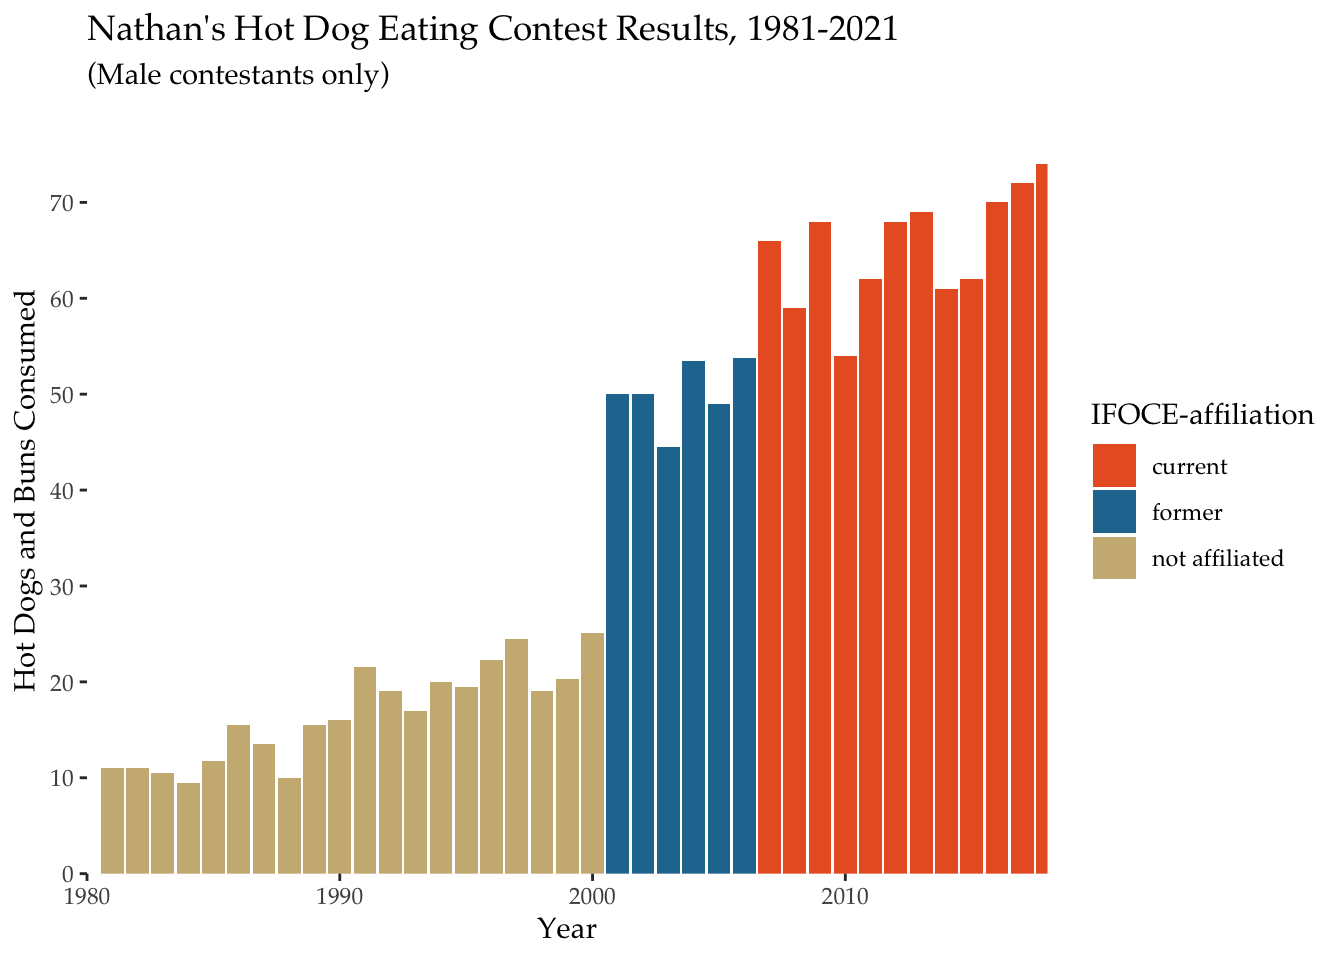 Nathan's Hot Dog Eating Contest Results, 1981-2021
(Male contestants only)
Hot Dogs and Buns Consumed
70
60
50
40
30
20
10
0
1980
1990
2000
2010
Year
IFOCE-affiliation
current
former
not affiliated